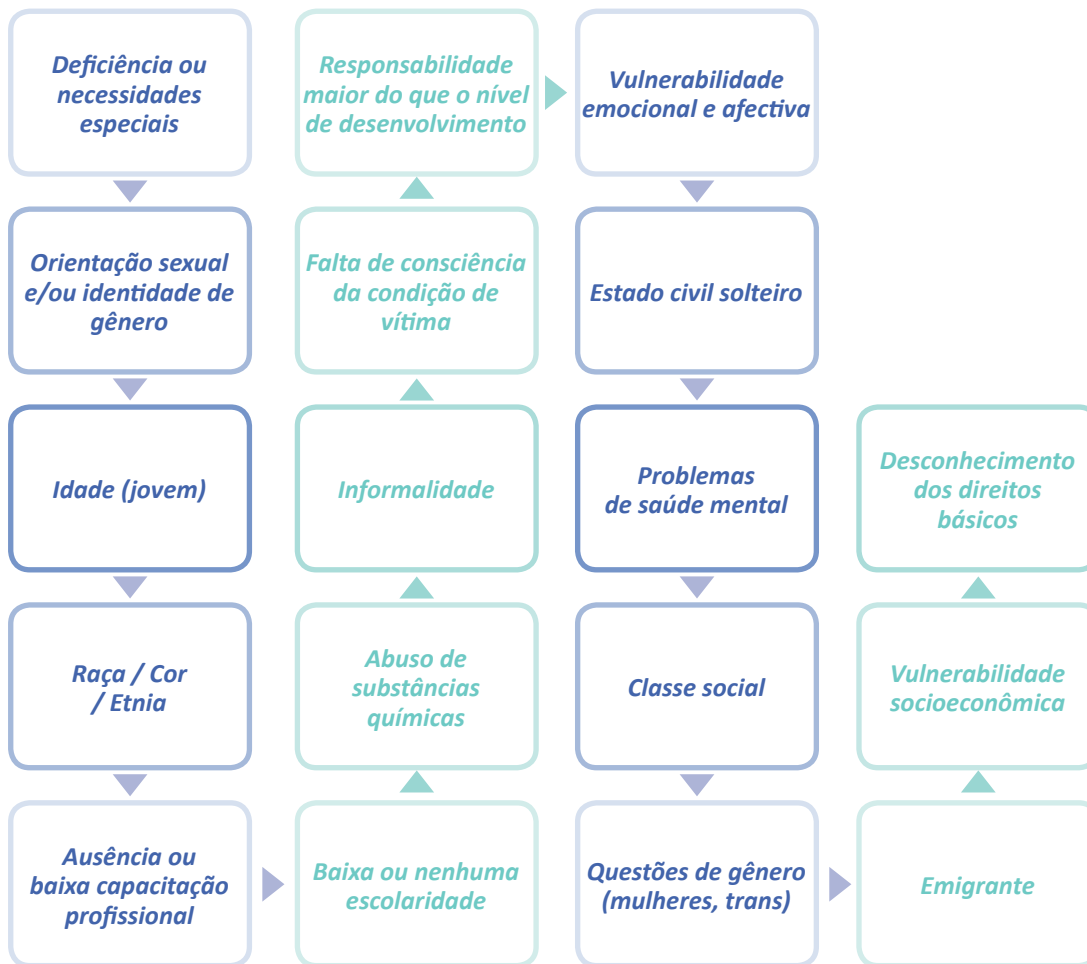 Deficiência ou
necessidades
especiais
Orientação sexual
e/ou identidade de
gênero
Idade (jovem)
Raça / Cor
/ Etnia
Ausência ou
baixa capacitação
profissional
Baixa ou nenhuma
escolaridade
Abuso de
substâncias
químicas
Informalidade
Falta de consciência
da condição de
vítima
Responsabilidade
maior do que o nível
de desenvolvimento
Vulnerabilidade
emocional e afectiva
Estado civil solteiro
Problemas
de saúde mental
Classe social
Questões de gênero
(mulheres, trans)
Emigrante
Vulnerabilidade
socioeconômica
Desconhecimento
dos direitos
básicos